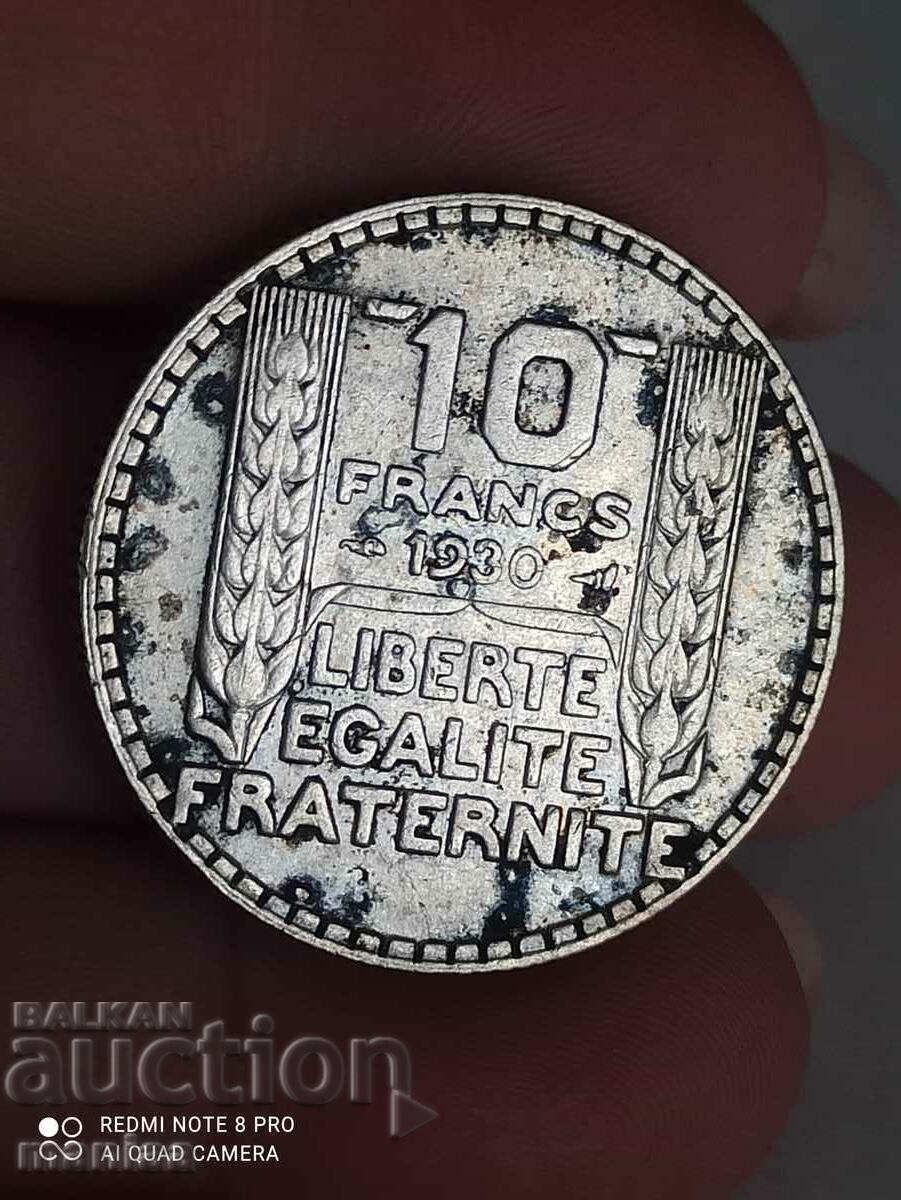 10
FRANCS
1930
LIBERTE
EGALITE
FRATERNITE
BALKAN
auction
REDMI NOTE 8 PRO
AI QUAD CAMERA